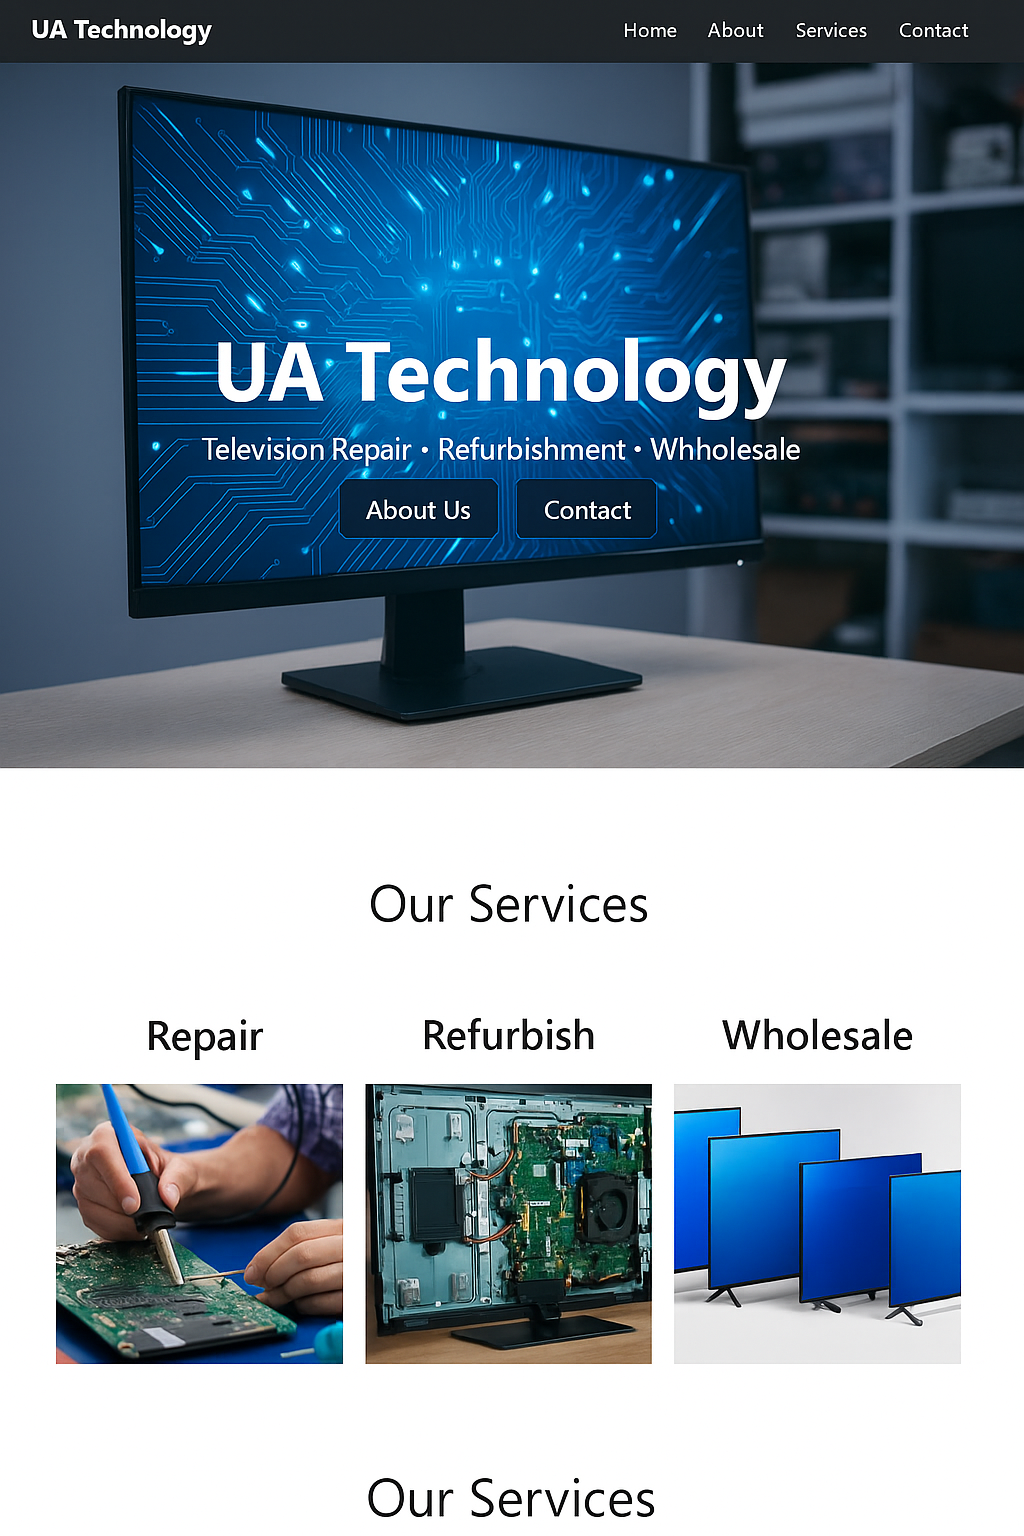 UA Technology
Home About Services Contact
UA Technology
Television Repair • Refurbishment • Whholesale
About Us Contact
Our Services
Repair Refurbish Wholesale
Our Services